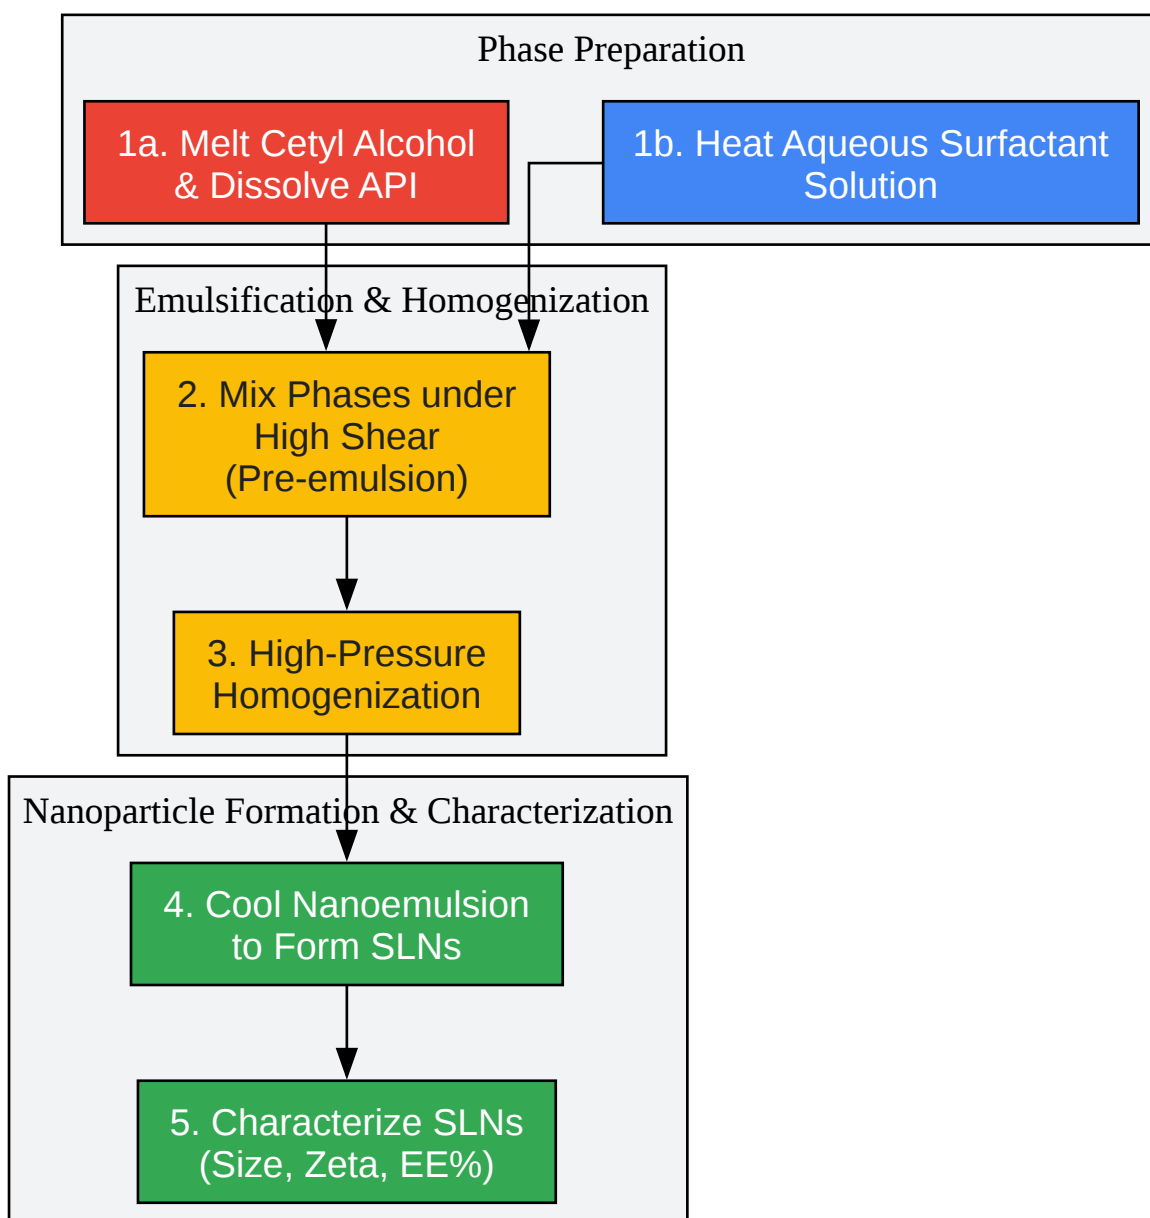 Phase Preparation
1a. Melt Cetyl Alcohol
& Dissolve API
1b. Heat Aqueous Surfactant
Solution
Emulsification & Homogenization
2. Mix Phases under
High Shear
(Pre-emulsion)
3. High-Pressure
Homogenization
Nanoparticle Formation & Characterization
4. Cool Nanoemulsion
to Form SLNs
5. Characterize SLNs
(Size, Zeta, EE%)